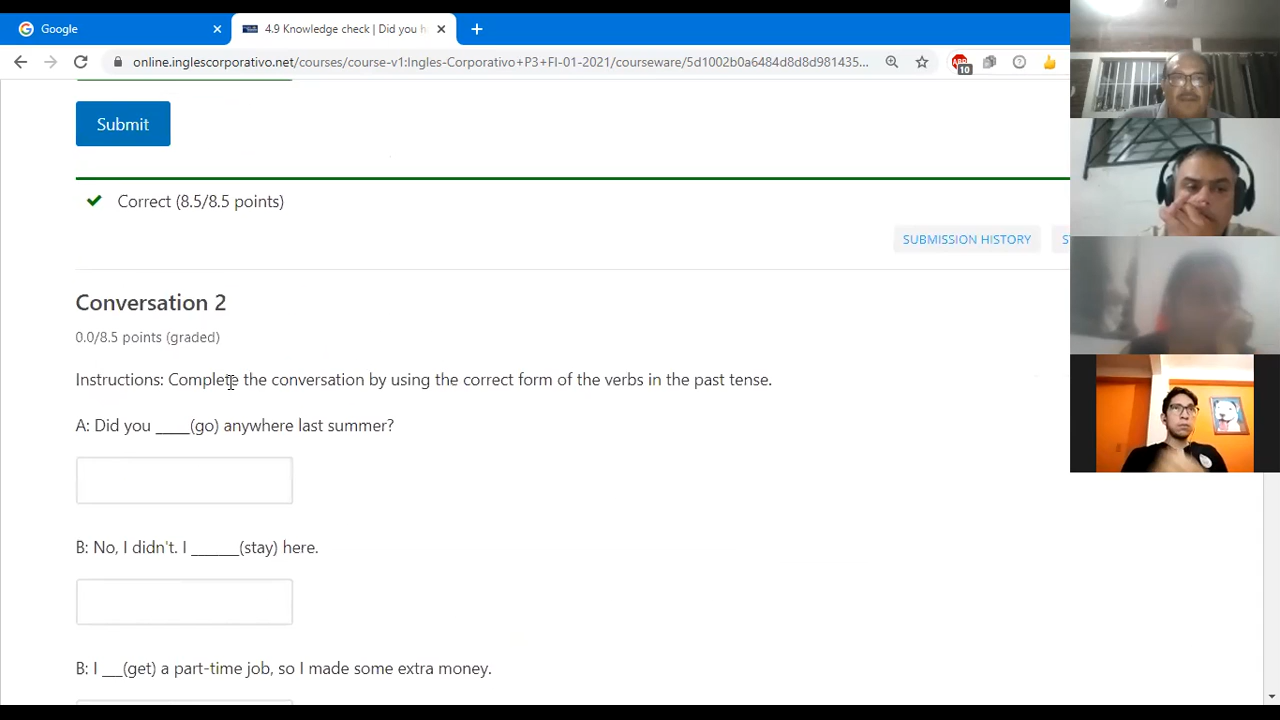 Google
4.9 Knowledge check | Did you h
online.inglescorporativo.net/courses/course-v1:Ingles-Corporativo+P3+FI-01-2021/courseware/5d1002b0a6484d8d8d981435...
ABP
10
Submit
Correct (8.5/8.5 points)
SUBMISSION HISTORY
S
Conversation 2
0.0/8.5 points (graded)
Instructions: Complete the conversation by using the correct form of the verbs in the past tense.
A: Did you ____(go) anywhere last summer?
B: No, I didn't. I ______(stay) here.
B: I __(get) a part-time job, so I made some extra money.